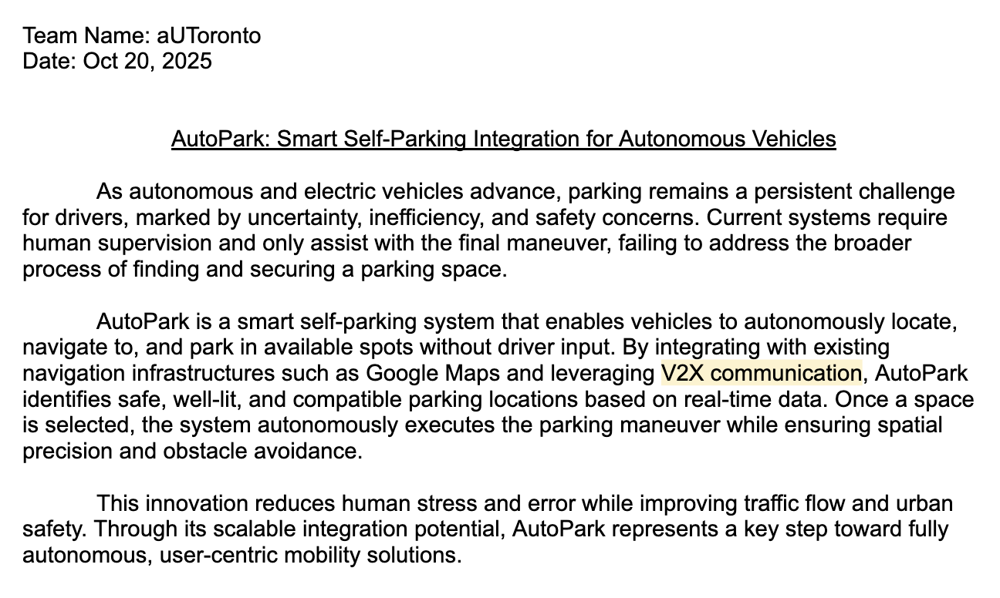 Team Name: aUToronto
Date: Oct 20, 2025
AutoPark: Smart Self-Parking Integration for Autonomous Vehicles
As autonomous and electric vehicles advance, parking remains a persistent challenge
for drivers, marked by uncertainty, inefficiency, and safety concerns. Current systems require
human supervision and only assist with the final maneuver, failing to address the broader
process of finding and securing a parking space.
AutoPark is a smart self-parking system that enables vehicles to autonomously locate,
navigate to, and park in available spots without driver input. By integrating with existing
navigation infrastructures such as Google Maps and leveraging V2X communication, AutoPark
identifies safe, well-lit, and compatible parking locations based on real-time data. Once a space
is selected, the system autonomously executes the parking maneuver while ensuring spatial
precision and obstacle avoidance.
This innovation reduces human stress and error while improving traffic flow and urban
safety. Through its scalable integration potential, AutoPark represents a key step toward fully
autonomous, user-centric mobility solutions.